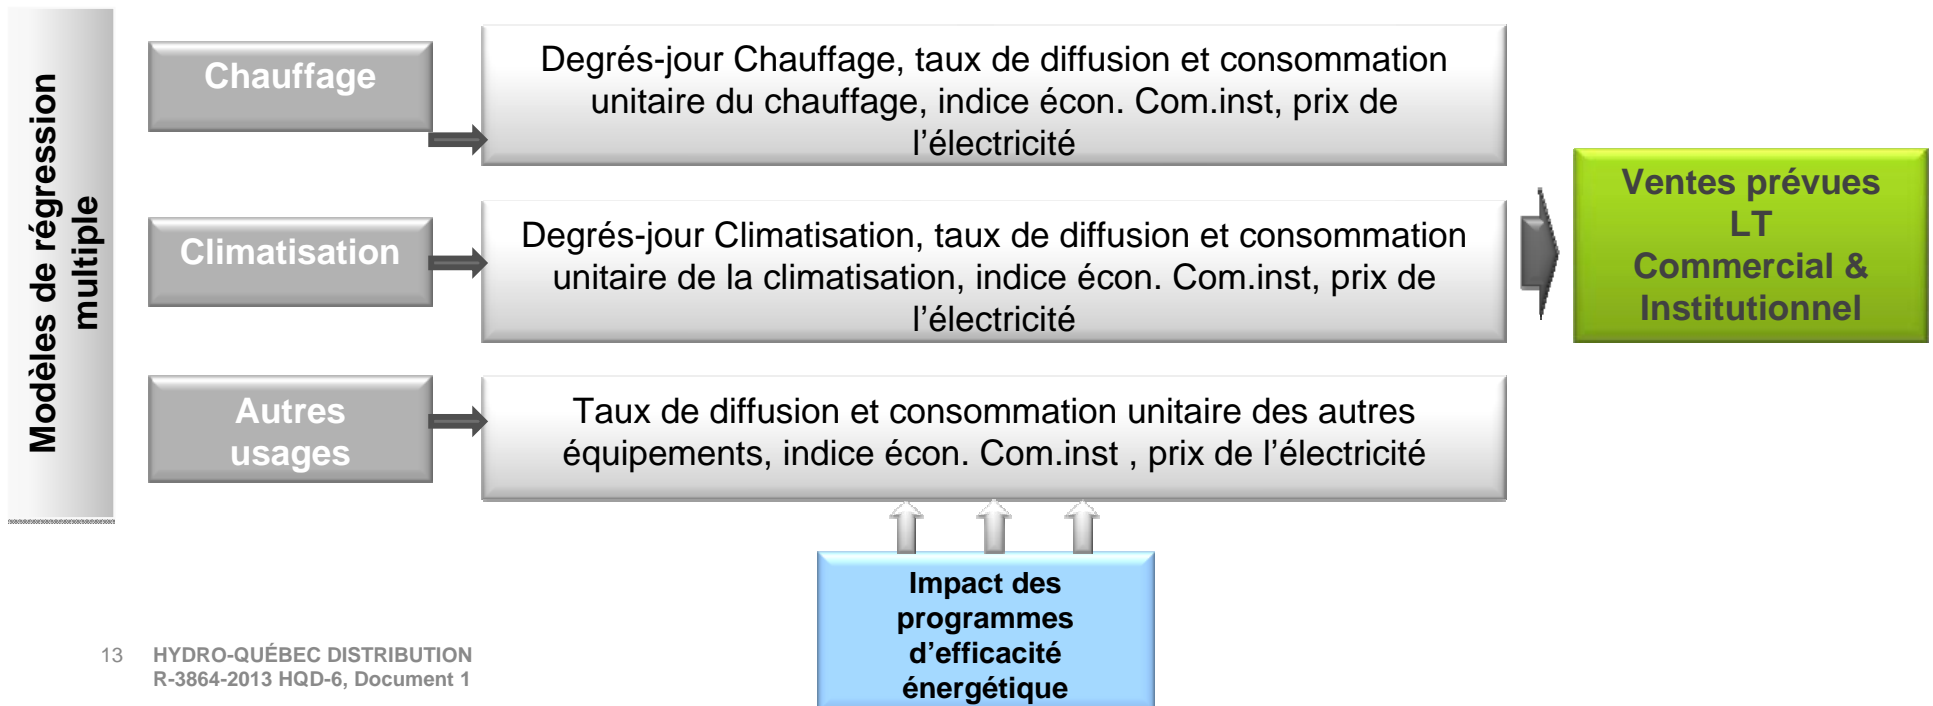 Modèles de régression
multiple
Chauffage
Degrés-jour Chauffage, taux de diffusion et consommation
unitaire du chauffage, indice écon. Com.inst, prix de
l’électricité
Climatisation
Degrés-jour Climatisation, taux de diffusion et consommation
unitaire de la climatisation, indice écon. Com.inst, prix de
l’électricité
Autres
usages
Taux de diffusion et consommation unitaire des autres
équipements, indice écon. Com.inst , prix de l’électricité
Ventes prévues
LT
Commercial &
Institutionnel
Impact des
programmes
d’efficacité
énergétique
13 HYDRO-QUÉBEC DISTRIBUTION
R-3864-2013 HQD-6, Document 1